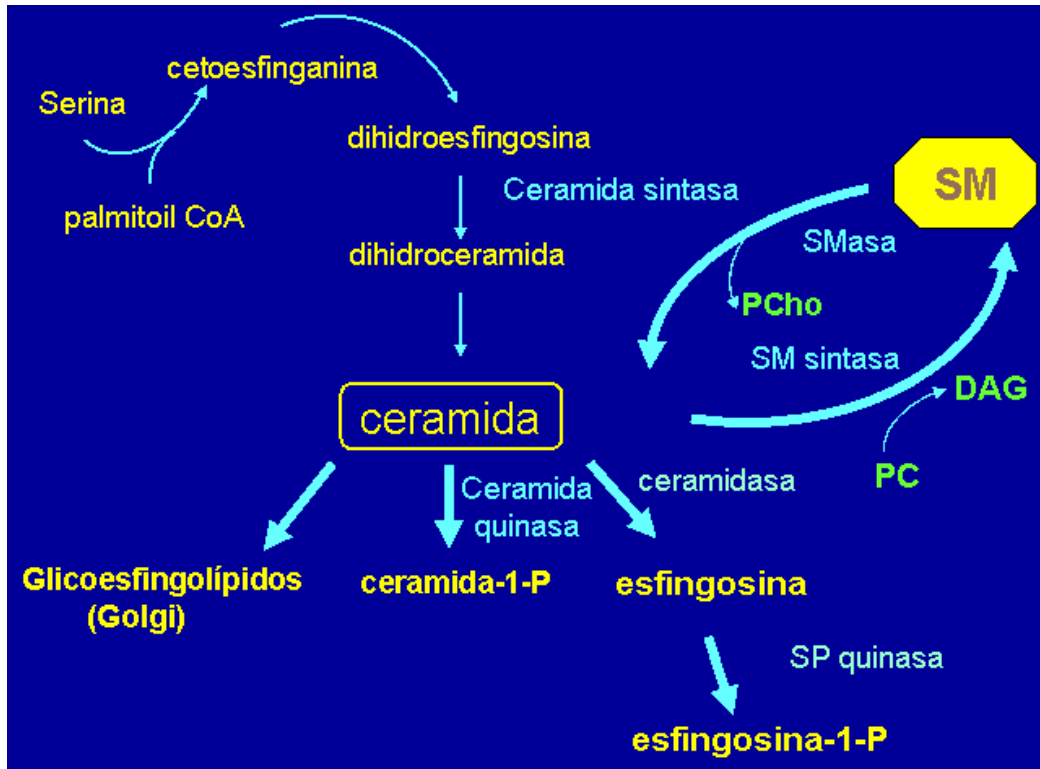 cetoesfinganina
Serina
dihidroesfingosina
palmitoil CoA
Ceramida sintasa
SM
SMasa
dihidroceramida
PCho
SM sintasa
DAG
ceramida
PC
Ceramida
quinasa
ceramidasa
Glicoesfingolípidos
(Golgi)
ceramida-1-P
esfingosina
SP quinasa
esfingosina-1-P